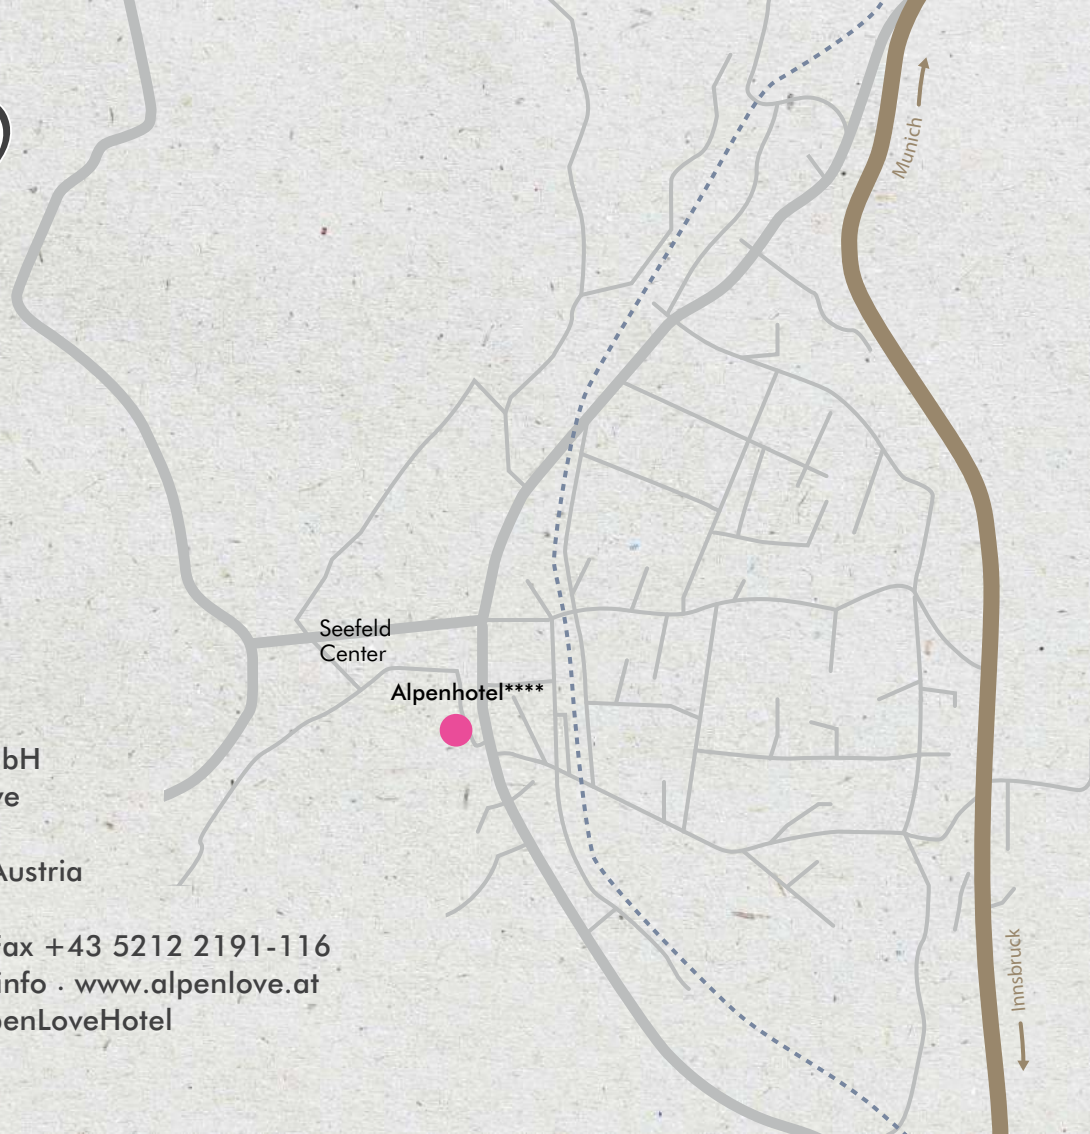 Munich
Seefeld
Center
Alpenhotel****
bH
ve
Austria
Fax +43 5212 2191-116
info · www.alpenlove.at
penLoveHotel
Innsbruck